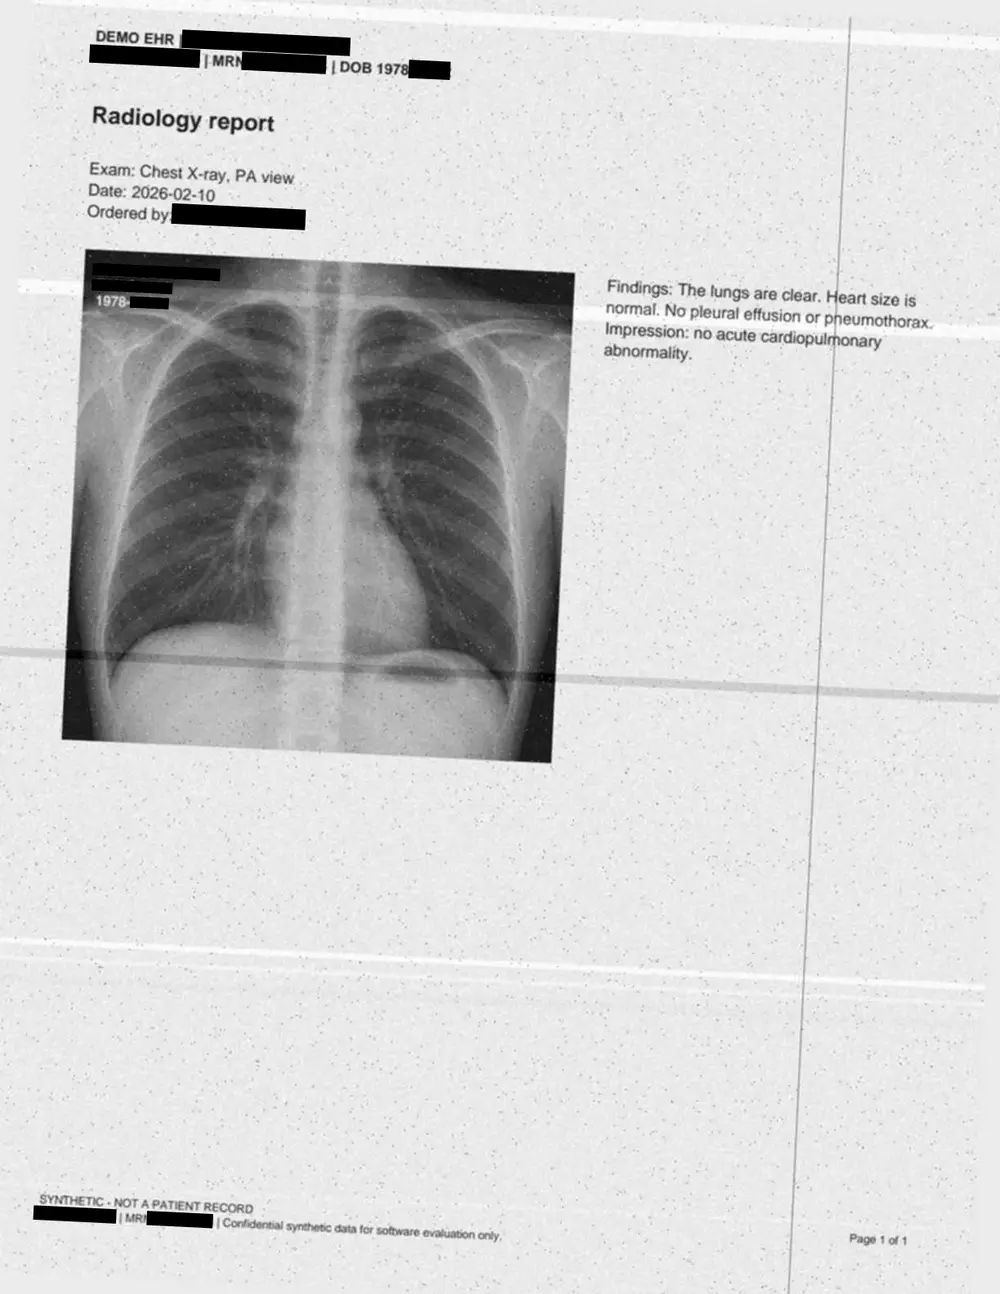 DEMO EHR |
| MRN | DOB 1978
Radiology report
Exam: Chest X-ray, PA view
Date: 2026-02-10
Ordered by:
1978-
Findings: The lungs are clear. Heart size is
normal. No pleural effusion or pneumothorax.
Impression: no acute cardiopulmonary
abnormality.
SYNTHETIC - NOT A PATIENT RECORD
| MRN | Confidential synthetic data for software evaluation only.
Page 1 of 1